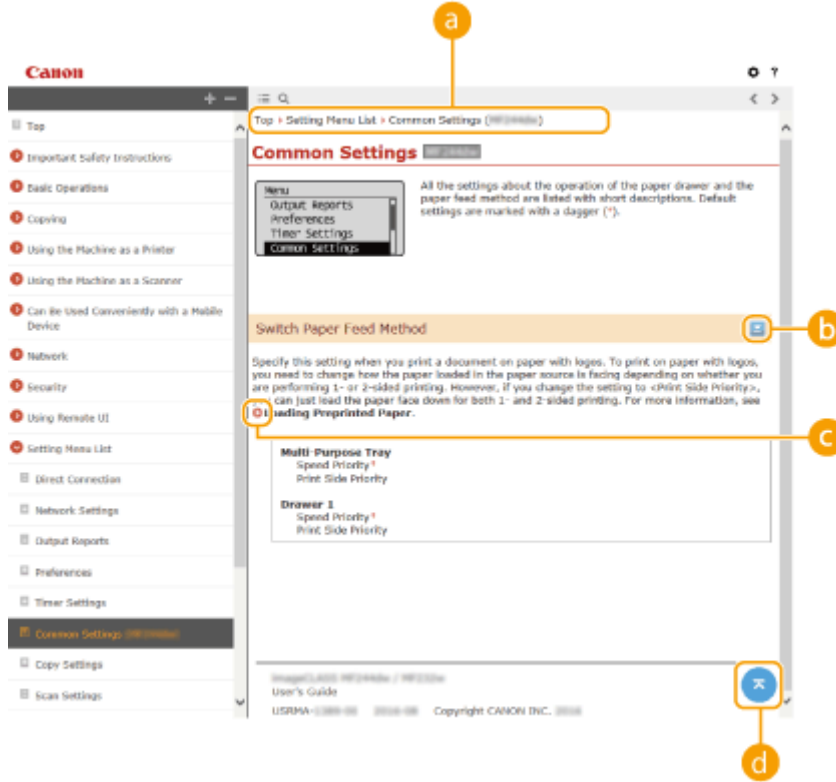 a
Canon
?
+ −
< >
Top
Important Safety Instructions
Basic Operations
Copying
Using the Machine as a Printer
Using the Machine as a Scanner
Can Be Used Conveniently with a Mobile
Device
Network
Security
Using Remote UI
Setting Menu List
Direct Connection
Network Settings
Output Reports
Preferences
Timer Settings
Common Settings (
Copy Settings
Scan Settings
Top › Setting Menu List › Common Settings ( )
Common Settings
Menu
Output Reports
Preferences
Timer Settings
Common Settings
All the settings about the operation of the paper drawer and the
paper feed method are listed with short descriptions. Default
settings are marked with a dagger (*).
Switch Paper Feed Method
b
Specify this setting when you print a document on paper with logos. To print on paper with logos,
you need to change how the paper loaded in the paper source is facing depending on whether you
are performing 1- or 2-sided printing. However, if you change the setting to <Print Side Priority>,
can just load the paper face down for both 1- and 2-sided printing. For more information, see
Loading Preprinted Paper.
c
Multi-Purpose Tray
Speed Priority*
Print Side Priority
Drawer 1
Speed Priority*
Print Side Priority
User's Guide
USRMA- Copyright CANON INC.
d